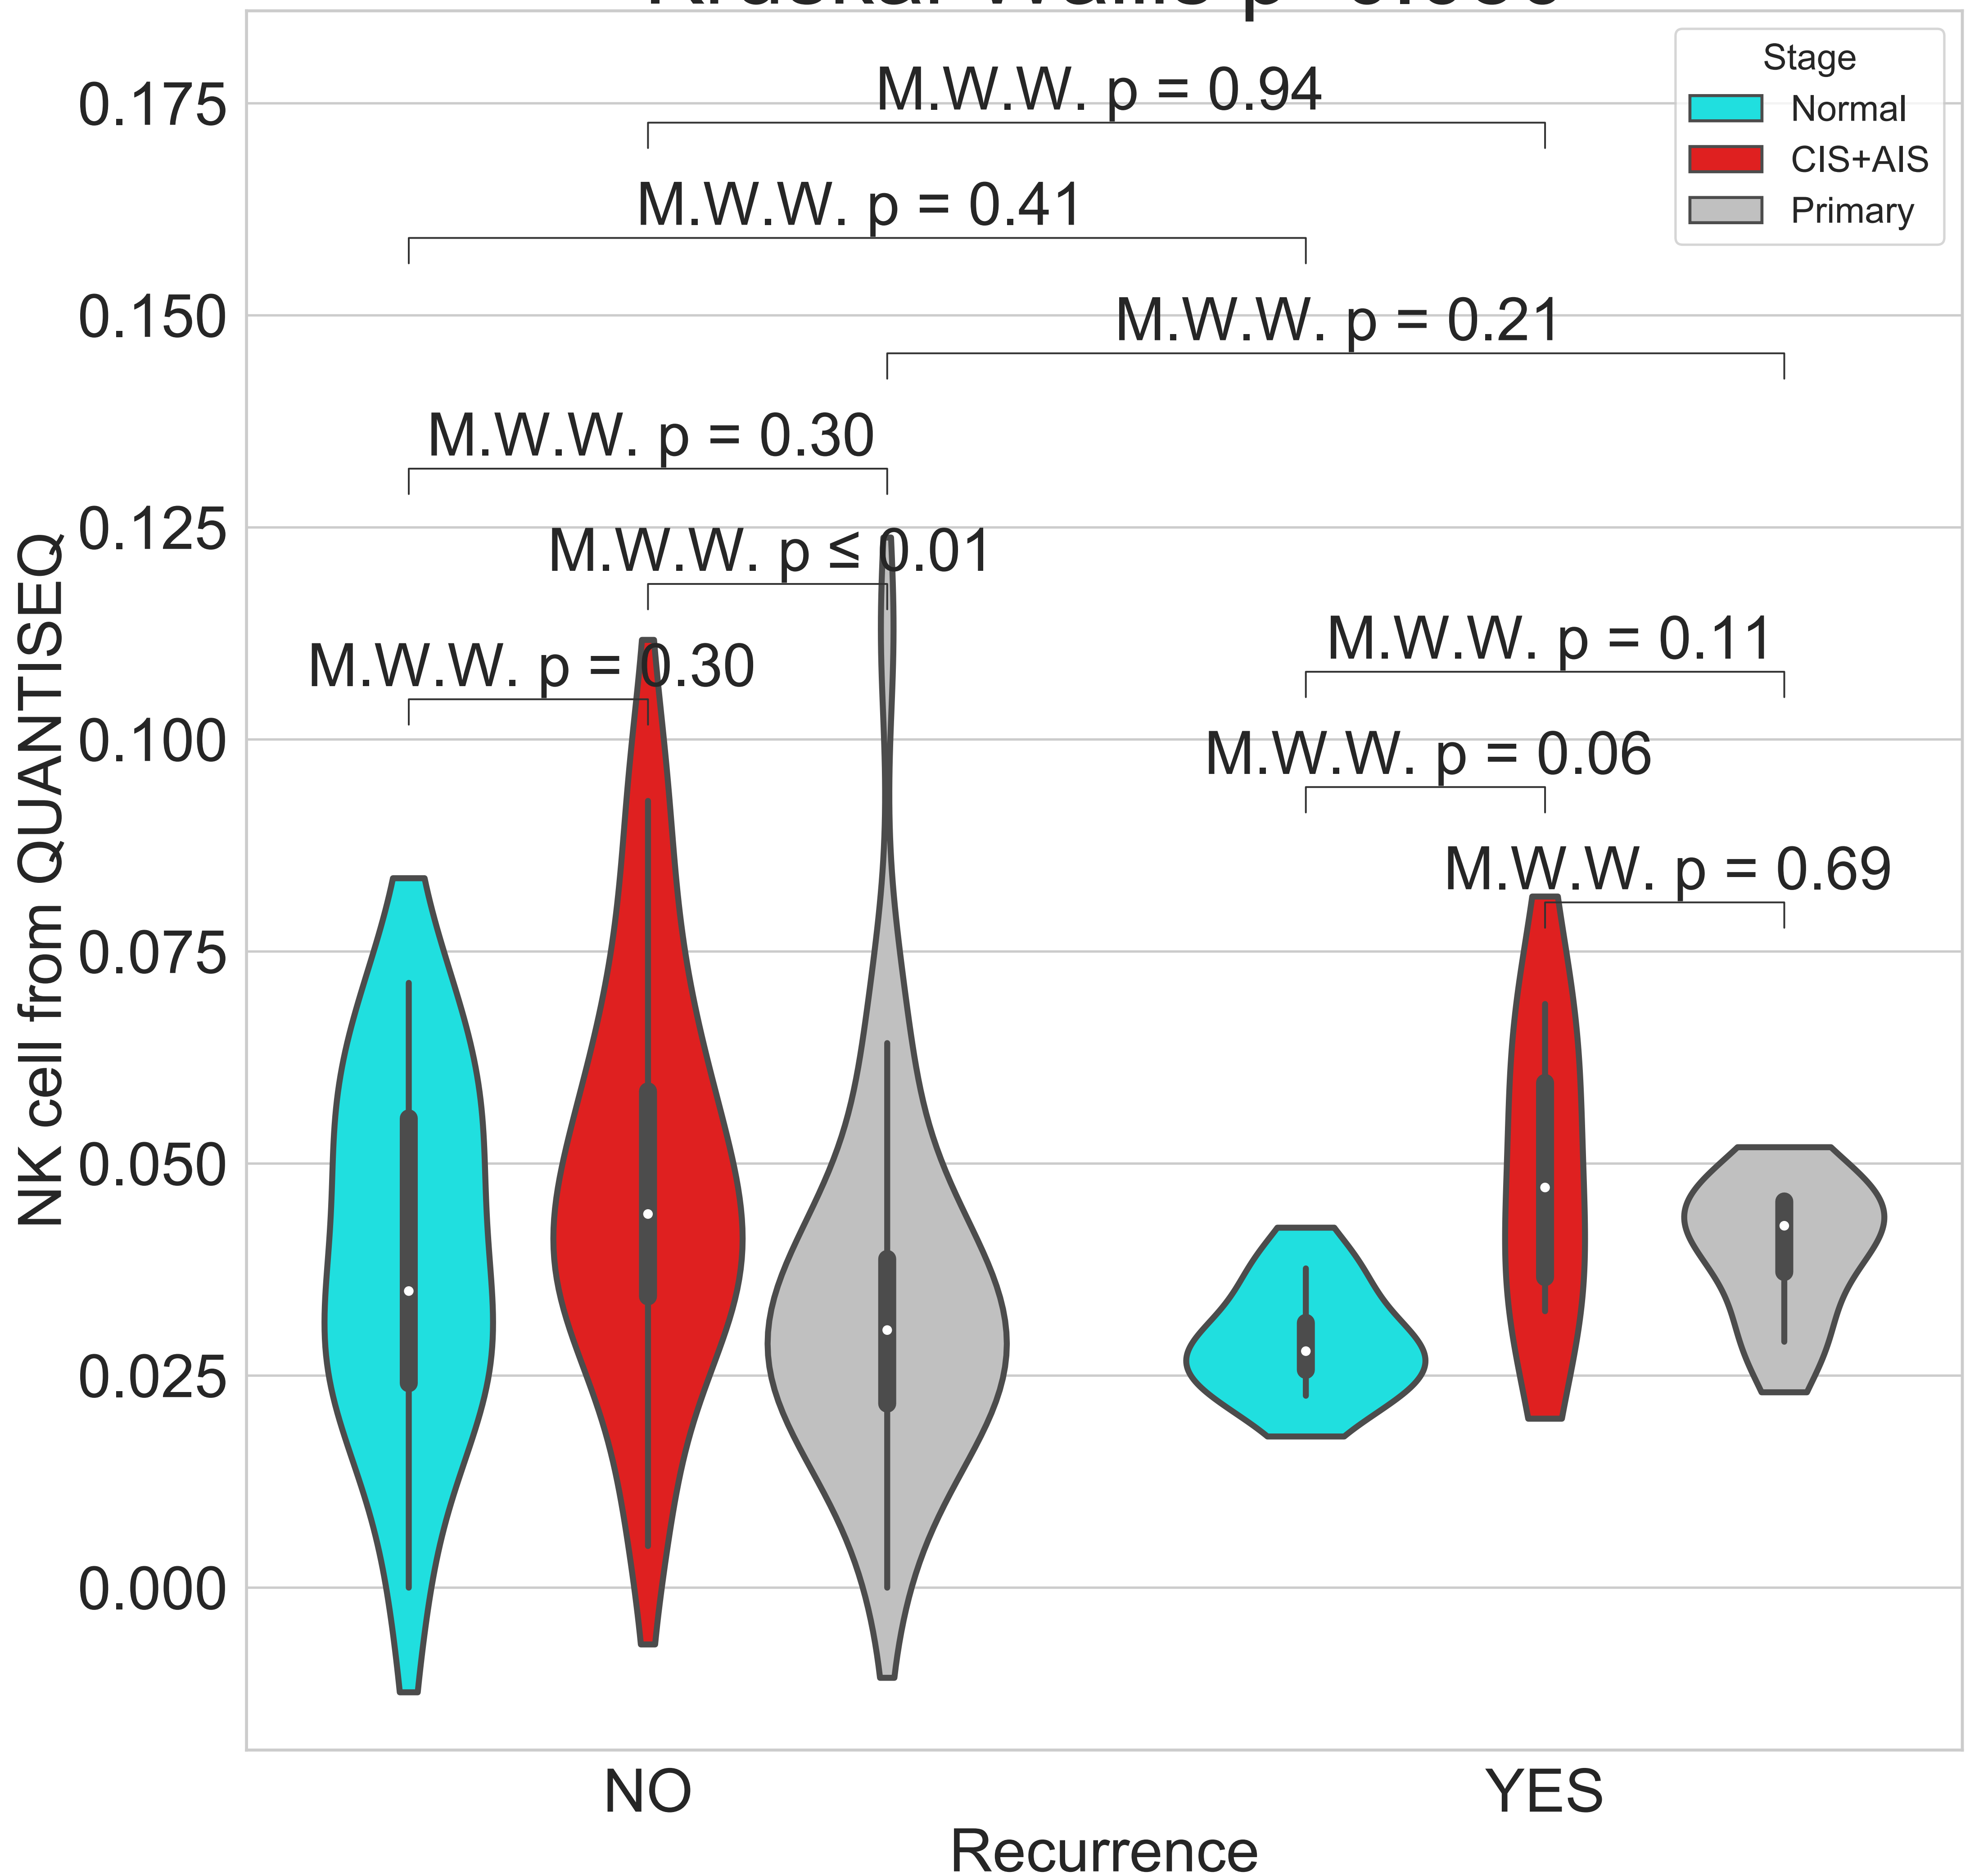 Stage
Normal
CIS+AIS
Primary
M.W.W. p = 0.94
M.W.W. p = 0.41
M.W.W. p = 0.21
M.W.W. p = 0.30
M.W.W. p ≤ 0.01
M.W.W. p = 0.30
M.W.W. p = 0.11
M.W.W. p = 0.06
M.W.W. p = 0.69
0.175
0.150
0.125
0.100
0.075
0.050
0.025
0.000
NK cell from QUANTISEQ
NO
YES
Recurrence